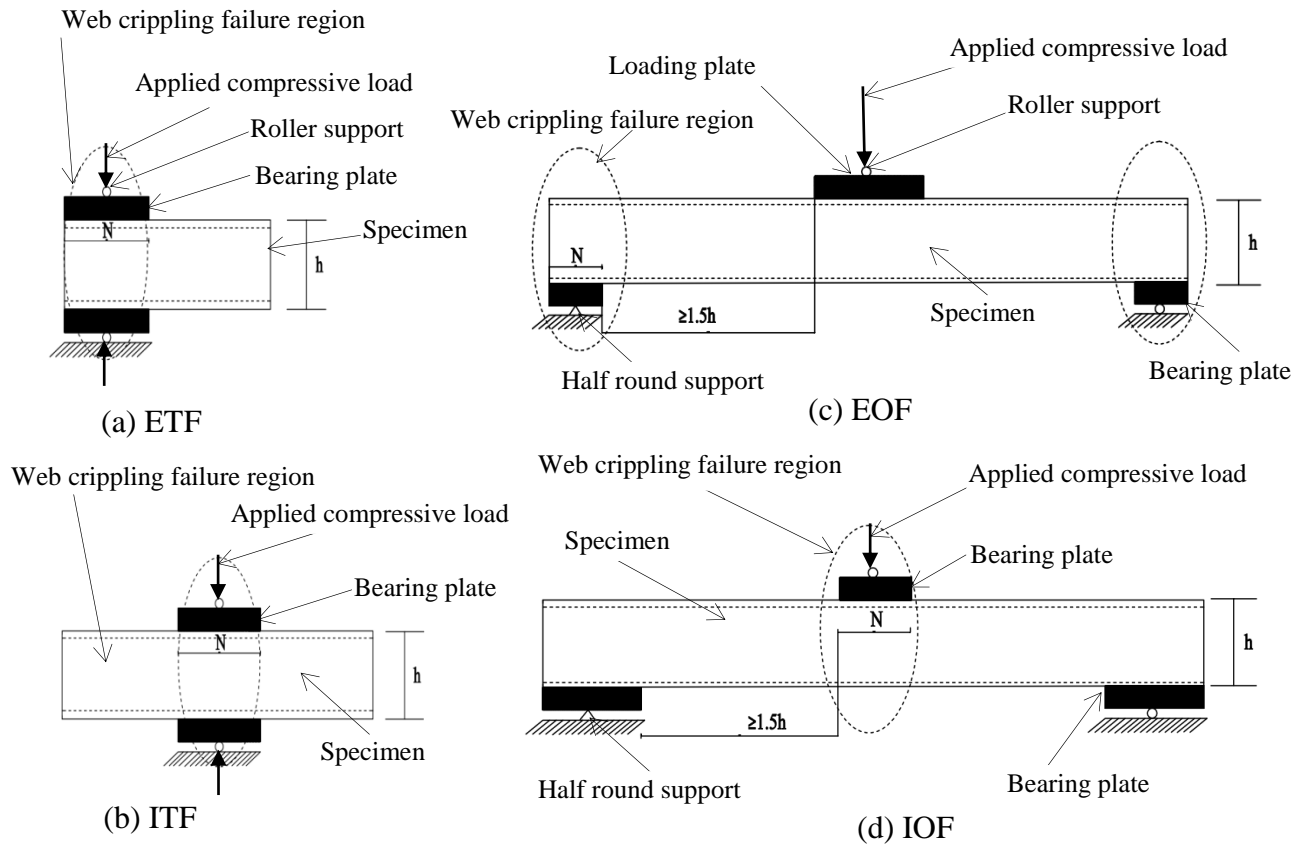 Web crippling failure region
Applied compressive load
Roller support
Bearing plate
N
Specimen
h
(a) ETF
Applied compressive load
Loading plate
Roller support
Web crippling failure region
N
h
≥1.5h
Specimen
Half round support
Bearing plate
(c) EOF
Web crippling failure region
Applied compressive load
Bearing plate
N
h
Specimen
(b) ITF
Web crippling failure region
Applied compressive load
Specimen
Bearing plate
N
h
≥1.5h
Half round support
Bearing plate
(d) IOF